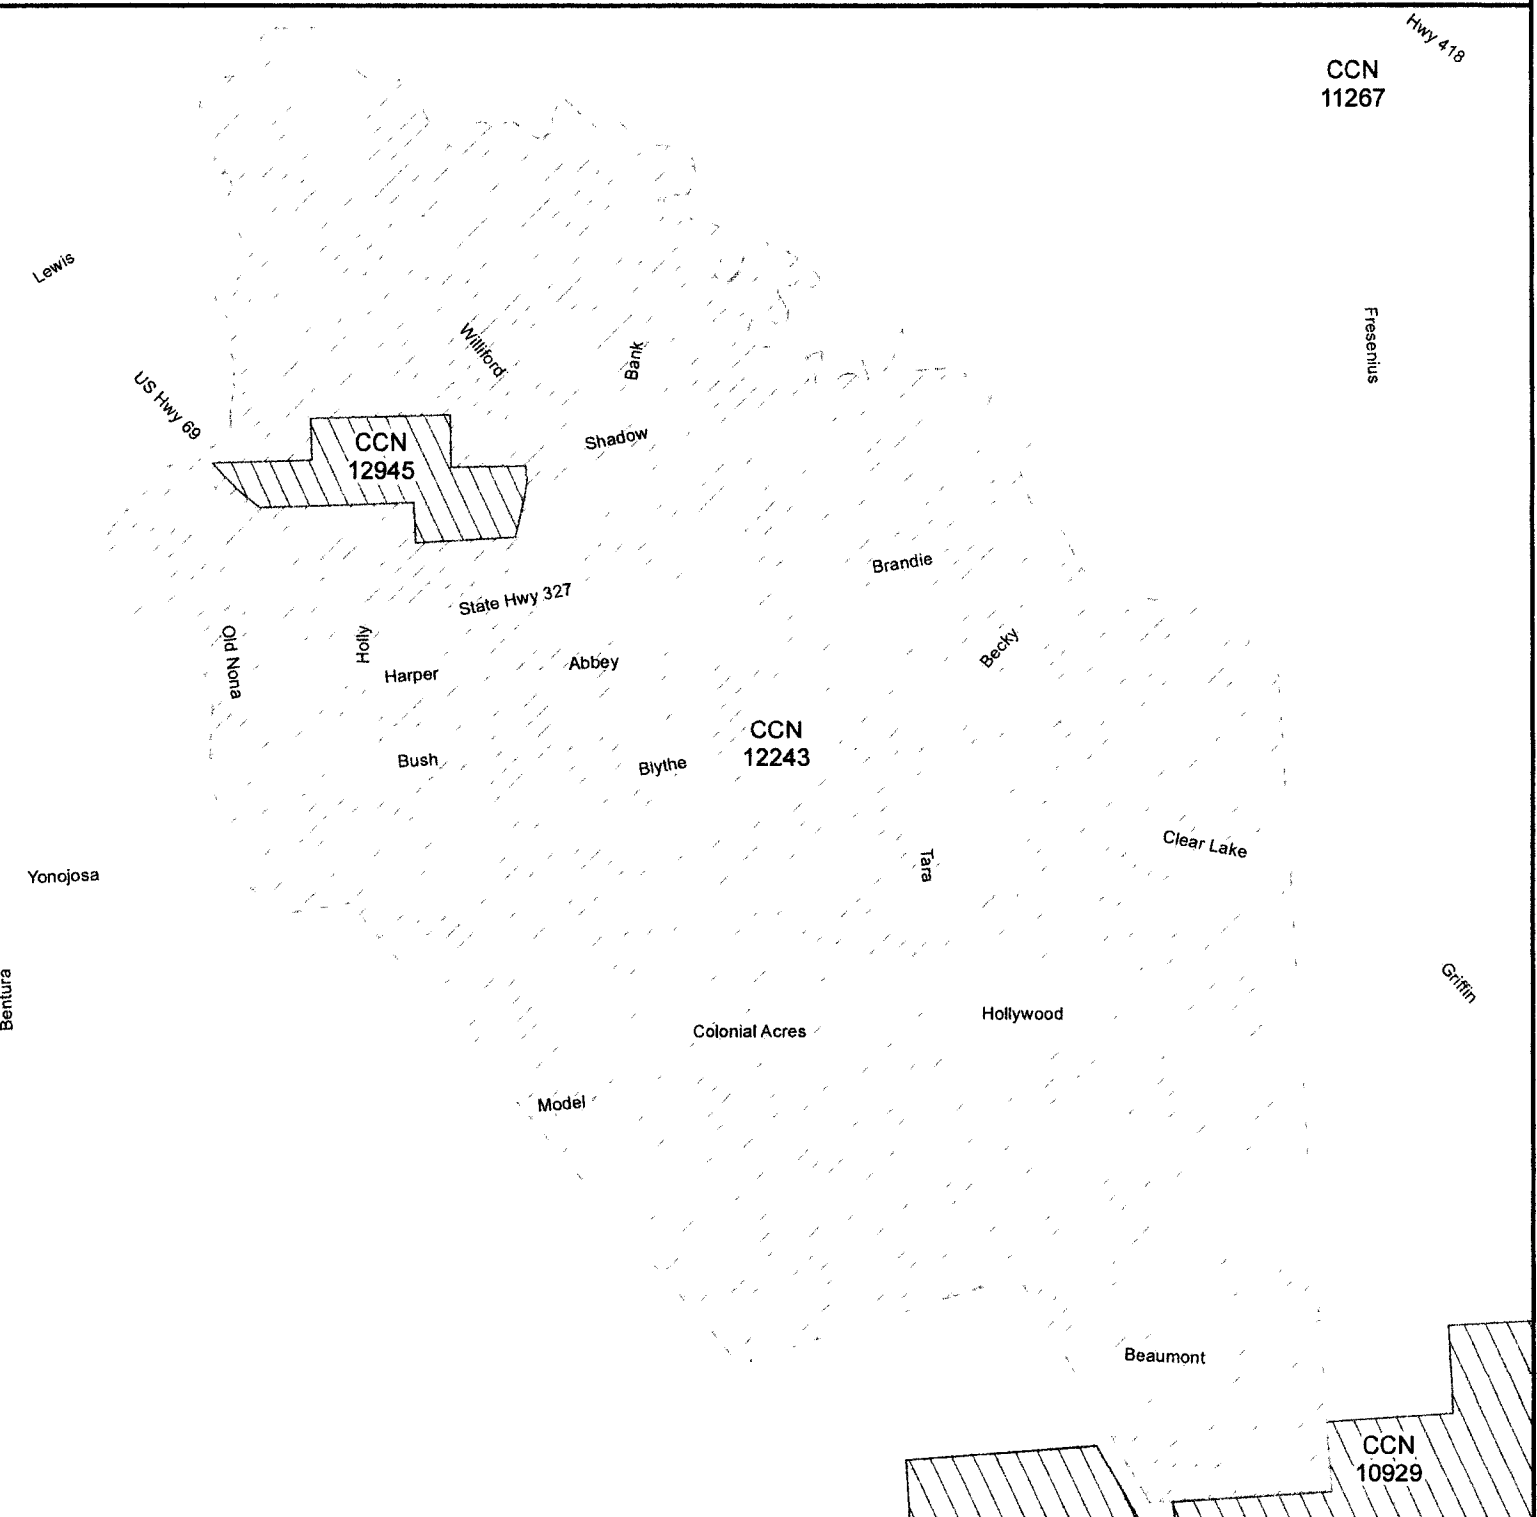 Hwy 418
CCN
11267
Lewis
Williford
Bank
Fresenius
US Hwy 69
CCN
12945
Shadow
Brandie
State Hwy 327
Old Nona
Holly
Harper
Abbey
Becky
CCN
12243
Bush
Blythe
Clear Lake
Tara
Yonojosa
Bentura
Griffin
Hollywood
Colonial Acres
Model
Beaumont
CCN
10929